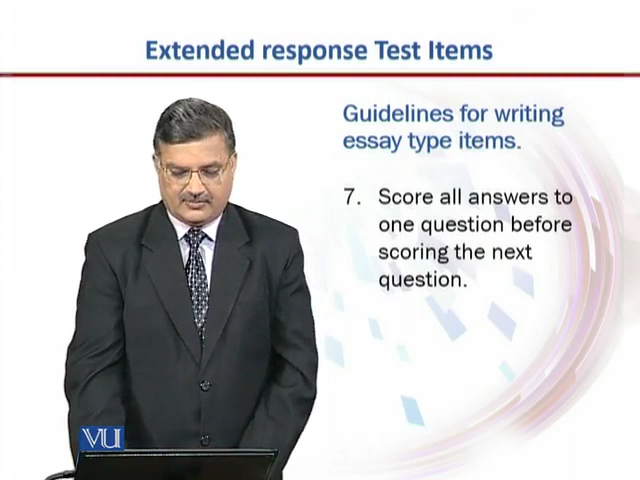 Extended response Test Items
Guidelines for writing
essay type items.
7. Score all answers to
one question before
scoring the next
question.
VU